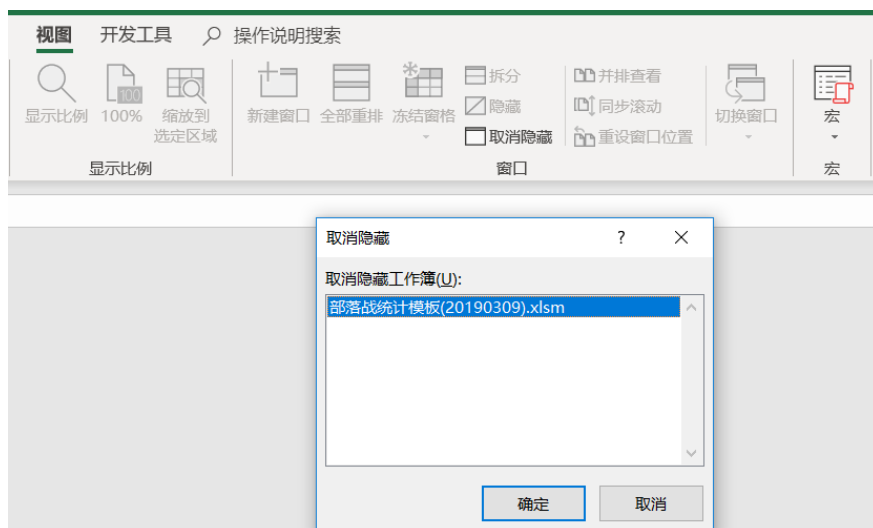 视图 开发工具 操作说明搜索
拆分 并排查看
显示比例 100% 缩放到 新建窗口 全部重排 冻结窗格 隐藏 同步滚动 切换窗口 宏
选定区域 取消隐藏 重设窗口位置
显示比例 窗口 宏
取消隐藏 ?
取消隐藏工作簿(U):
部落战统计模板(20190309).xlsm
确定 取消